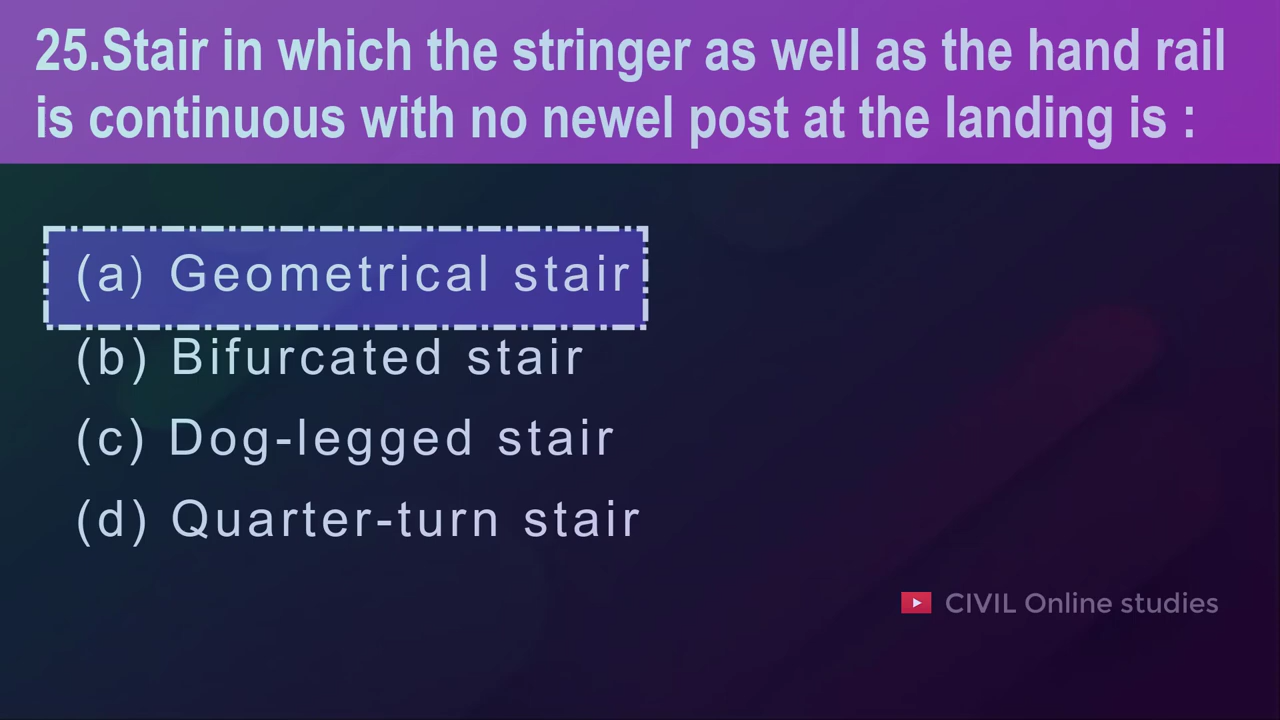 25.Stair in which the stringer as well as the hand rail
is continuous with no newel post at the landing is :
(a) Geometrical stair
(b) Bifurcated stair
(c) Dog-legged stair
(d) Quarter-turn stair
CIVIL Online studies